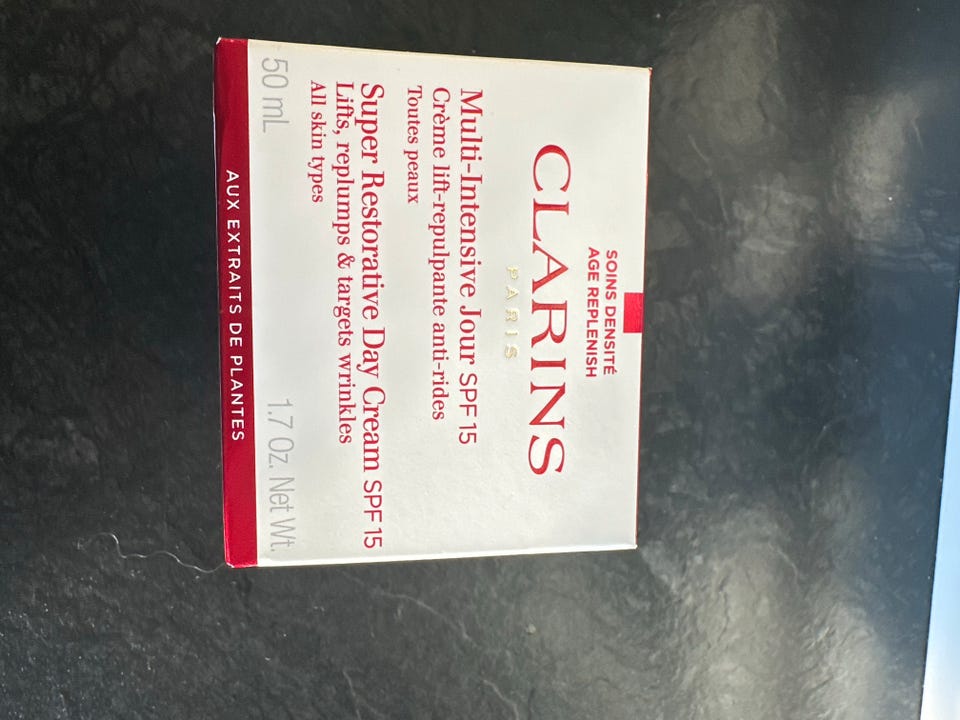 SOINS DENSITÉ
AGE REPLENISH
CLARINS
PARIS
Multi-Intensive Jour SPF 15
Crème lift-repulpante anti-rides
Toutes peaux
Super Restorative Day Cream SPF 15
Lifts, replumps & targets wrinkles
All skin types
50 mL 1.7 Oz. Net Wt.
AUX EXTRAITS DE PLANTES